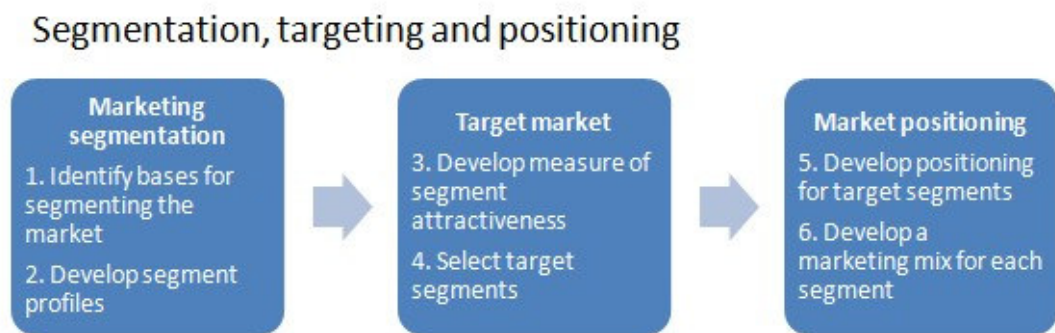 Segmentation, targeting and positioning
Marketing
segmentation
1. Identify bases for
segmenting the
market
2. Develop segment
profiles
Target market
3. Develop measure of
segment
attractiveness
4. Select target
segments
Market positioning
5. Develop positioning
for target segments
6. Develop a
marketing mix for each
segment